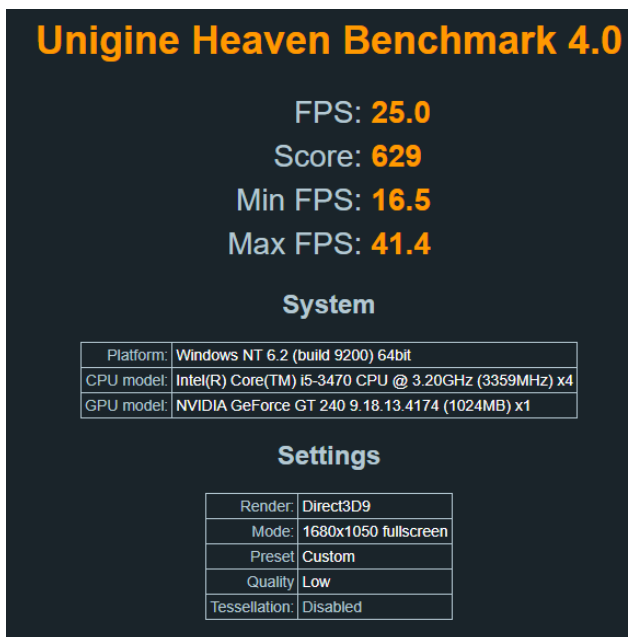 Unigine Heaven Benchmark 4.0
FPS: 25.0
Score: 629
Min FPS: 16.5
Max FPS: 41.4
System
Platform: Windows NT 6.2 (build 9200) 64bit
CPU model: Intel(R) Core(TM) i5-3470 CPU @ 3.20GHz (3359MHz) x4
GPU model: NVIDIA GeForce GT 240 9.18.13.4174 (1024MB) x1
Settings
Render: Direct3D9
Mode: 1680x1050 fullscreen
Preset Custom
Quality Low
Tessellation: Disabled